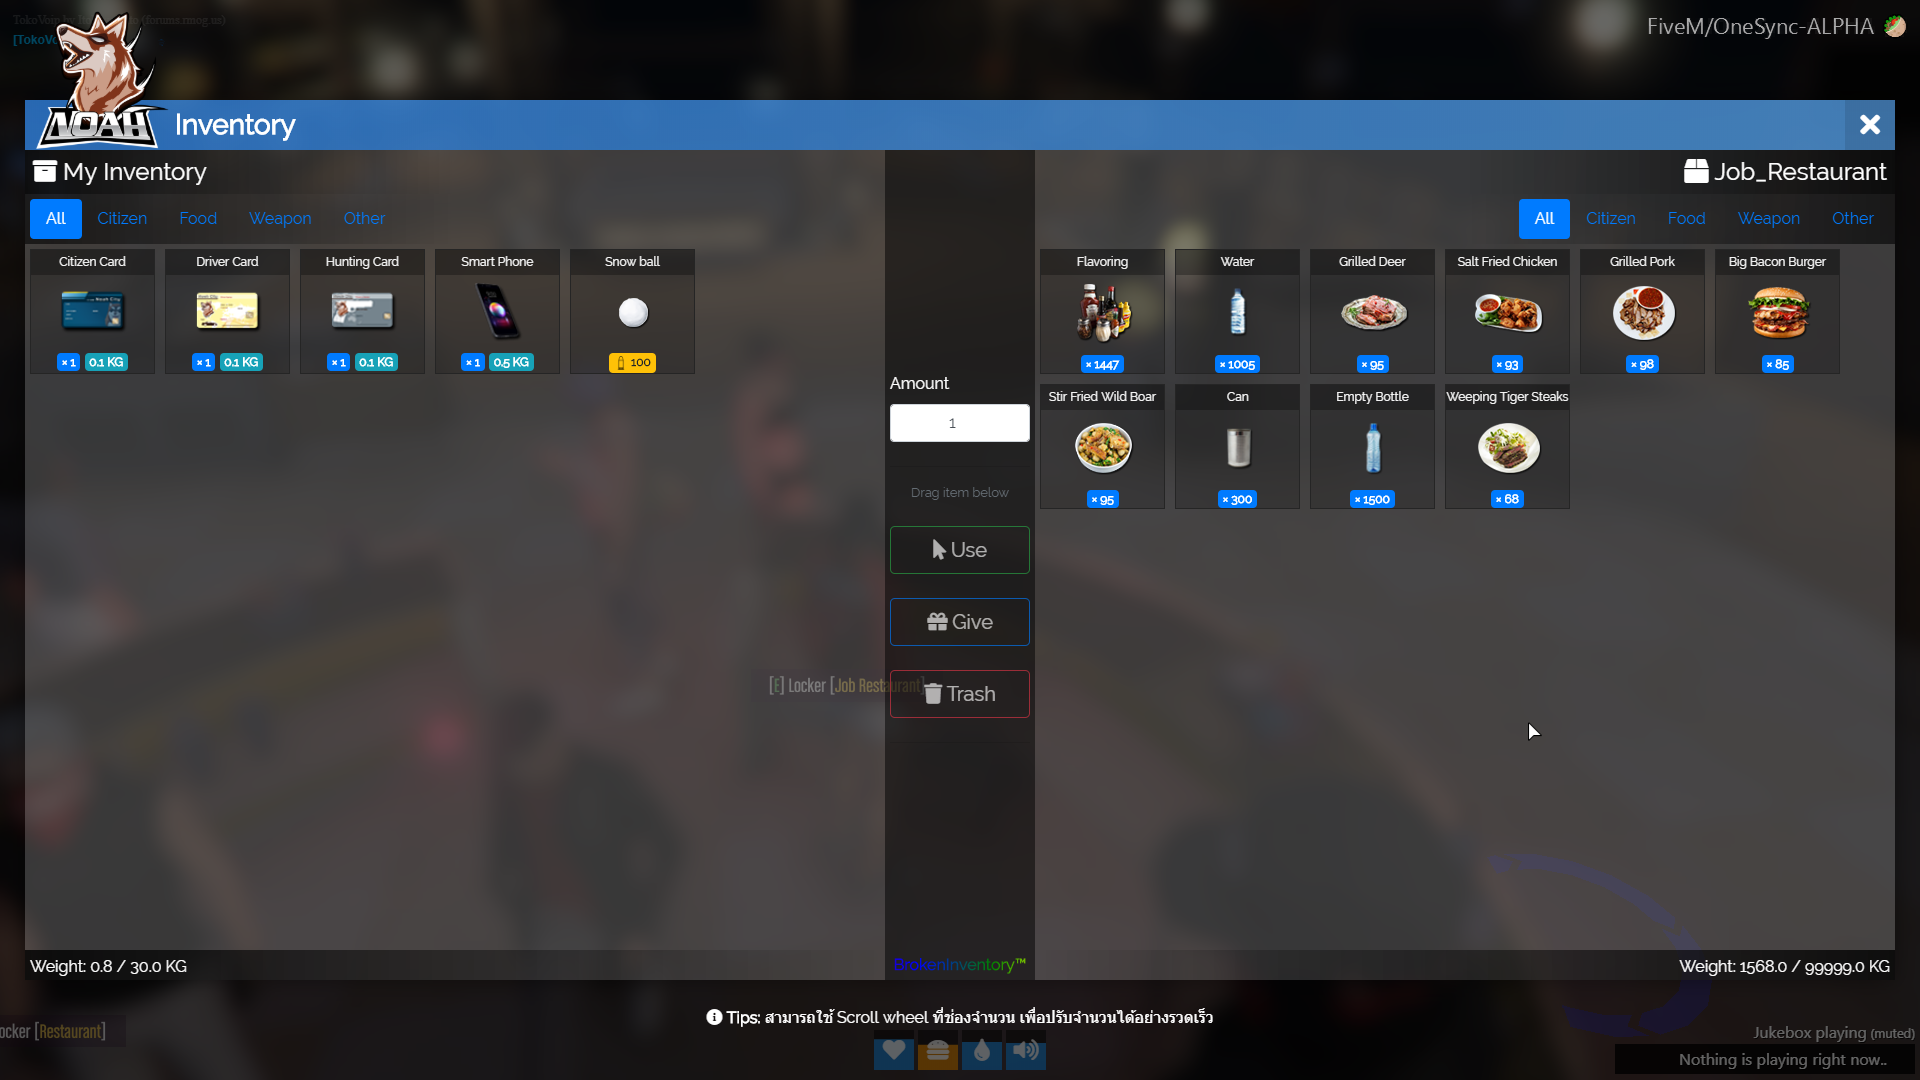 FiveM/OneSync-ALPHA
NOAH
Inventory
My Inventory
Job_Restaurant
All Citizen Food Weapon Other
All Citizen Food Weapon Other
Citizen Card Driver Card Hunting Card Smart Phone Snow ball
× 1 0.1 KG × 1 0.1 KG × 1 0.1 KG × 1 0.5 KG 100
Flavoring Water Grilled Deer Salt Fried Chicken Grilled Pork Big Bacon Burger
× 1447 × 1005 × 95 × 93 × 98 × 85
Amount
1
Stir Fried Wild Boar Can Empty Bottle Weeping Tiger Steaks
× 95 × 300 × 1500 × 68
Drag item below
Use
Give
[E] Locker [Job Restaurant]
Trash
BrokenInventory™
Weight: 0.8 / 30.0 KG
Weight: 1568.0 / 99999.0 KG
Tips: สามารถใช้ Scroll wheel ที่ช่องจำนวน เพื่อปรับจำนวนได้อย่างรวดเร็ว
ocker [Restaurant]
Jukebox playing (muted)
Nothing is playing right now..